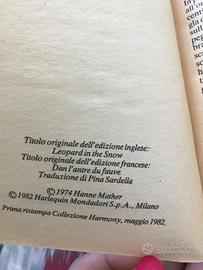 Titolo originale dell'edizione inglese:
Leopard in the Snow
Titolo originale dell'edizione francese:
Dan l'antre du fauve
Traduzione di Pina Sardella
© 1974 Hanne Mather
© 1982 Harlequin Mondadori S.p.A., Milano
Prima ristampa Collezione Harmony, maggio 1982
subito